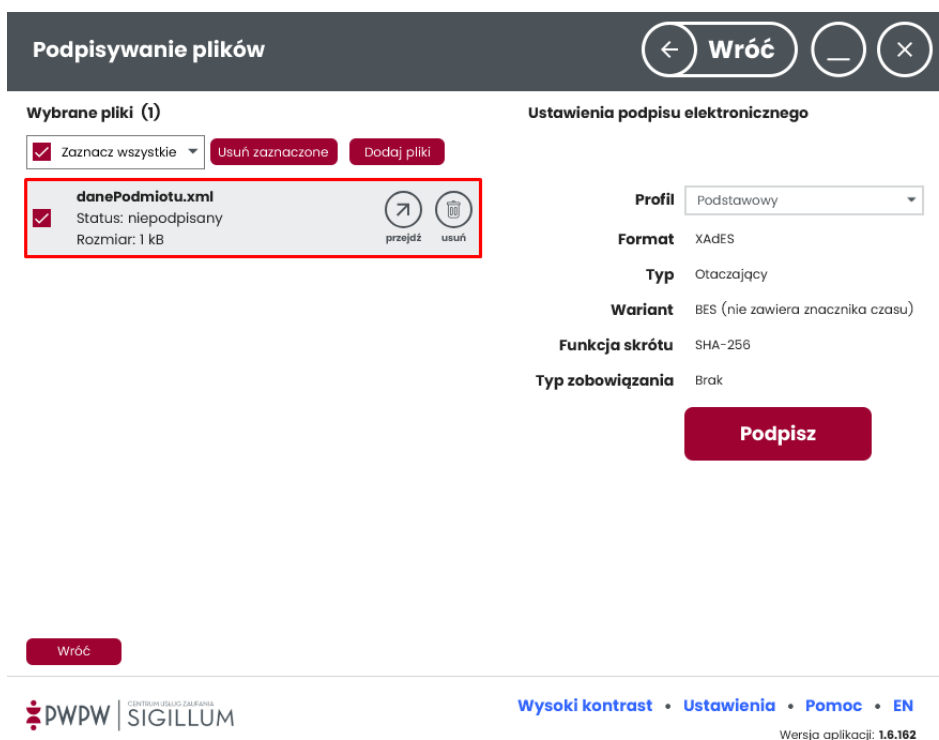 Podpisywanie plików
Wróć
Wybrane pliki (1)
Ustawienia podpisu elektronicznego
Zaznacz wszystkie
Usuń zaznaczone
Dodaj pliki
danePodmiotu.xml
Status: niepodpisany
Rozmiar: 1 kB
przejdź
usuń
Profil Podstawowy
Format XAdES
Typ Otaczający
Wariant BES (nie zawiera znacznika czasu)
Funkcja skrótu SHA-256
Typ zobowiązania Brak
Podpisz
Wróć
PWPW
CENTRUM USŁUG ZAUFANIA
SIGILLUM
Wysoki kontrast • Ustawienia • Pomoc • EN
Wersja aplikacji: 1.6.162